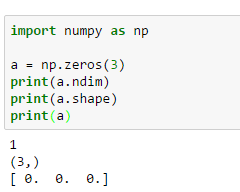 import numpy as np
a = np.zeros(3)
print(a.ndim)
print(a.shape)
print(a)
1
(3,)
[ 0.  0.  0.]